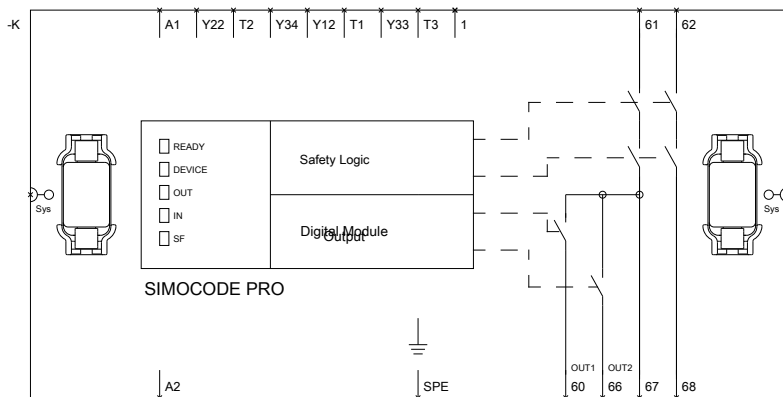 -K A1 Y22 T2 Y34 Y12 T1 Y33 T3 1 61 62
READY
Safety Logic
DEVICE
OUT
Sys
IN
Sys
SF
Digital Module
Output
SIMOCODE PRO
OUT1 OUT2
A2 SPE 60 66 67 68